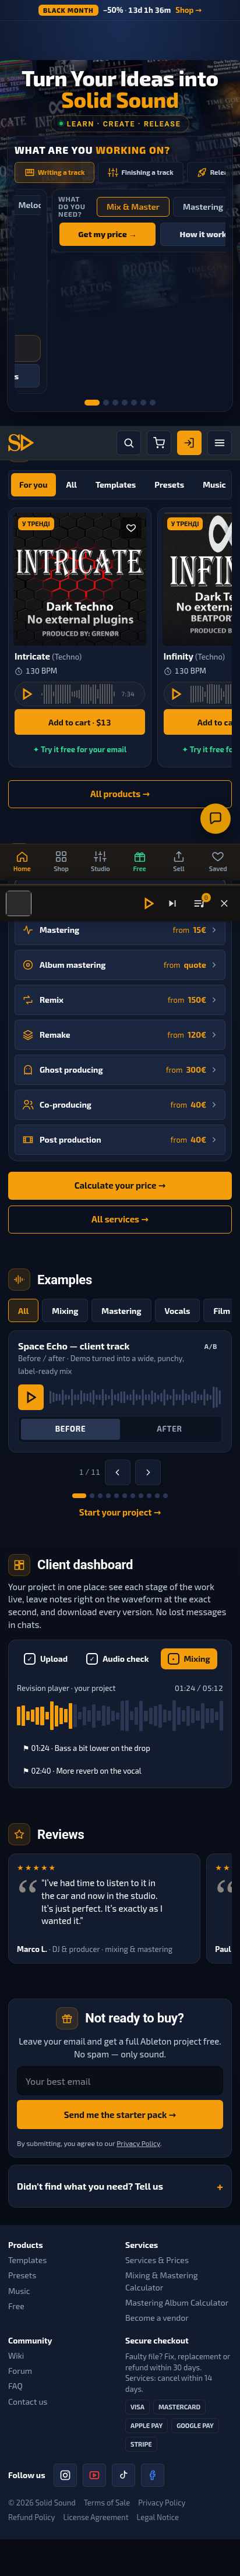 BLACK MONTH −50% · 13d 1h 36m Shop →
Turn Your Ideas into
Solid Sound
LEARN · CREATE · RELEASE
WHAT ARE YOU WORKING ON?
Writing a track Finishing a track
WHAT DO YOU NEED? Mix & Master Mastering
Get my price → How it work
For you All Templates Presets Music
У ТРЕНДІ
INTRICATE
Dark Techno
No external plugins
PRODUCED BY: GRENØR
Intricate (Techno)
130 BPM
7:34
Add to cart · $13
+ Try it free for your email
У ТРЕНДІ
Dark Techno
Infinity (Techno)
130 BPM
All products →
Home Shop Studio Free Sell Saved
0
Mastering from 15€ ›
Album mastering from quote ›
Remix from 150€ ›
Remake from 120€ ›
Ghost producing from 300€ ›
Co-producing from 40€ ›
Post production from 40€ ›
Calculate your price →
All services →
Examples
All Mixing Mastering Vocals Film
Space Echo — client track A/B
Before / after · Demo turned into a wide, punchy,
label-ready mix
BEFORE AFTER
1 / 11 ‹ ›
Start your project →
Client dashboard
Your project in one place: see each stage of the work
live, leave notes right on the waveform at the exact
second, and download every version. No lost messages
in chats.
✓ Upload ✓ Audio check Mixing
Revision player · your project 01:24 / 05:12
⚑ 01:24 · Bass a bit lower on the drop
⚑ 02:40 · More reverb on the vocal
Reviews
★★★★★
“It’s hard to
“I’ve had time to listen to it in
the car and now in the studio.
It’s just perfect. It’s exactly as I
wanted it.”
Marco L. · DJ & producer · mixing & mastering
Paul
Not ready to buy?
Leave your email and get a full Ableton project free.
No spam — only sound.
Your best email
Send me the starter pack →
By submitting, you agree to our Privacy Policy.
Didn’t find what you need? Tell us +
Products
Templates
Presets
Music
Free
Services
Services & Prices
Mixing & Mastering
Calculator
Mastering Album Calculator
Become a vendor
Community
Wiki
Forum
FAQ
Contact us
Secure checkout
Faulty file? Fix, replacement or
refund within 30 days.
Services: cancel within 14
days.
VISA MASTERCARD
APPLE PAY GOOGLE PAY
STRIPE
Follow us
© 2026 Solid Sound Terms of Sale Privacy Policy
Refund Policy License Agreement Legal Notice